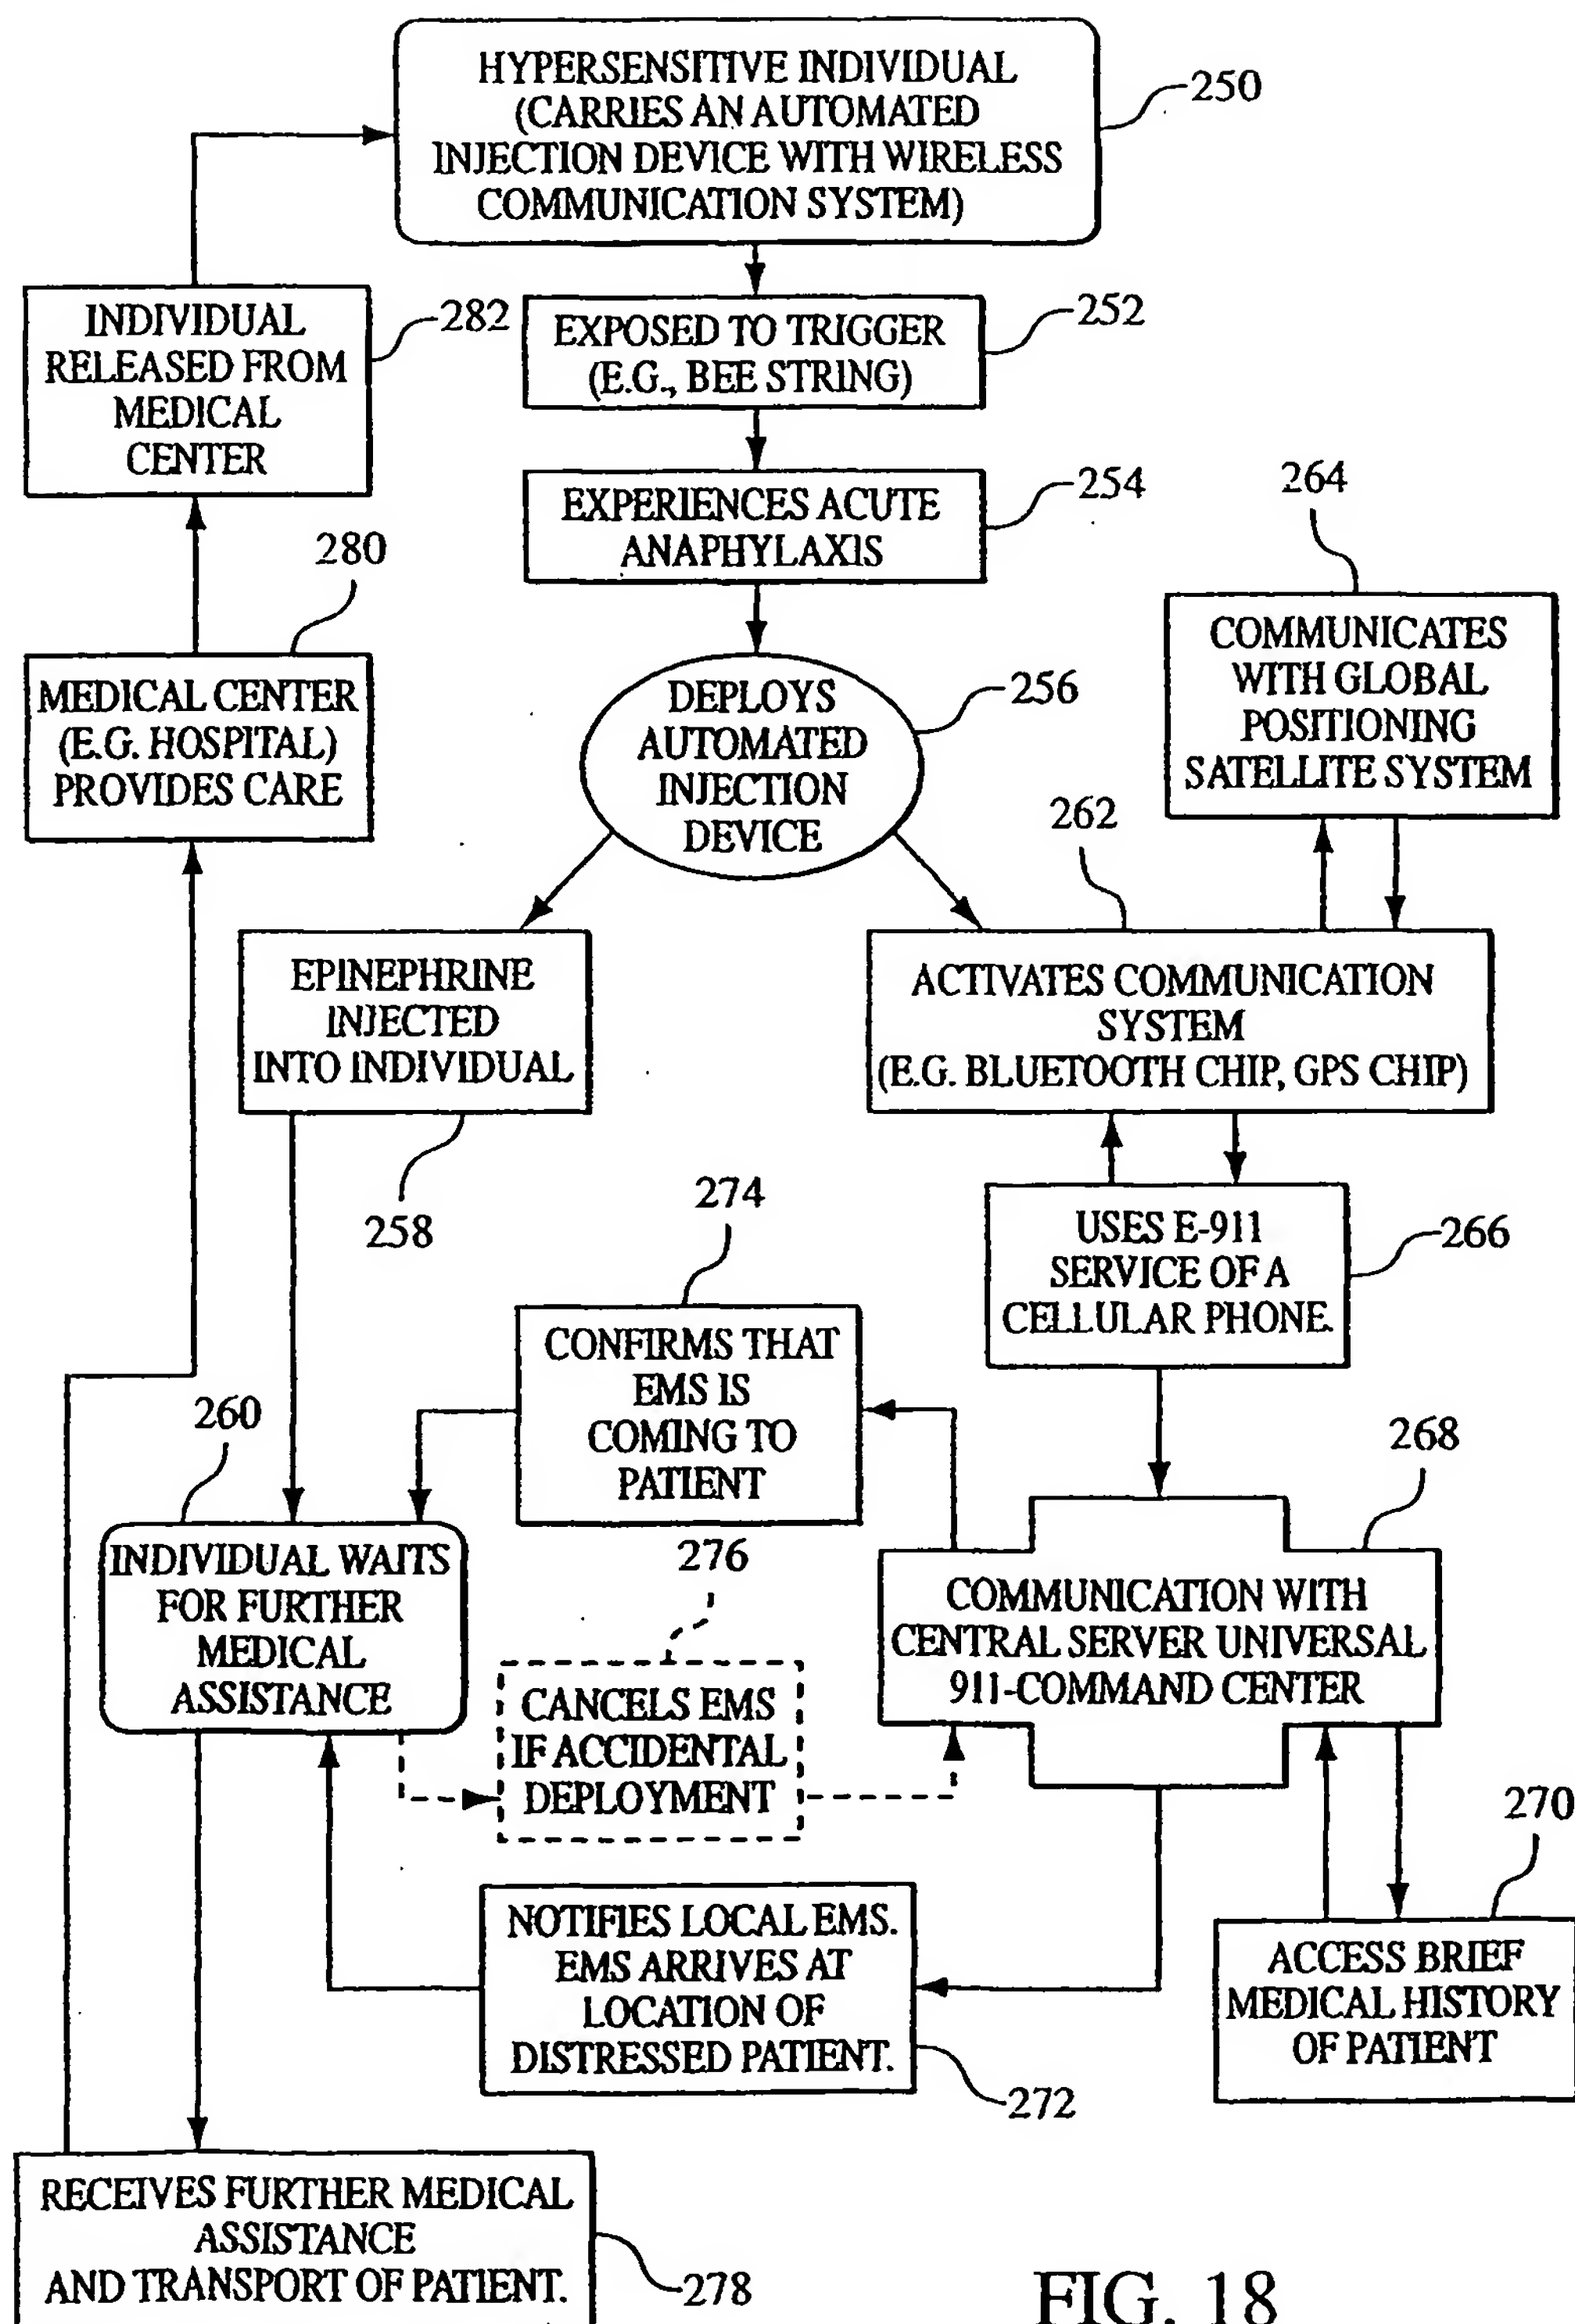 HYPERSENSITIVE INDIVIDUAL
(CARRIES AN AUTOMATED
INJECTION DEVICE WITH WIRELESS
COMMUNICATION SYSTEM)
250
INDIVIDUAL
RELEASED FROM
MEDICAL
CENTER
282
EXPOSED TO TRIGGER
(E.G., BEE STRING)
252
EXPERIENCES ACUTE
ANAPHYLAXIS
254
264
280
COMMUNICATES
WITH GLOBAL
POSITIONING
SATELLITE SYSTEM
MEDICAL CENTER
(E.G. HOSPITAL)
PROVIDES CARE
DEPLOYS
AUTOMATED
INJECTION
DEVICE
256
262
EPINEPHRINE
INJECTED
INTO INDIVIDUAL
258
ACTIVATES COMMUNICATION
SYSTEM
(E.G. BLUETOOTH CHIP, GPS CHIP)
274
USES E-911
SERVICE OF A
CELLULAR PHONE.
266
CONFIRMS THAT
EMS IS
COMING TO
PATIENT
260
268
INDIVIDUAL WAITS
FOR FURTHER
MEDICAL
ASSISTANCE
276
CANCELS EMS
IF ACCIDENTAL
DEPLOYMENT
COMMUNICATION WITH
CENTRAL SERVER UNIVERSAL
911-COMMAND CENTER
270
NOTIFIES LOCAL EMS.
EMS ARRIVES AT
LOCATION OF
DISTRESSED PATIENT.
272
ACCESS BRIEF
MEDICAL HISTORY
OF PATIENT
RECEIVES FURTHER MEDICAL
ASSISTANCE
AND TRANSPORT OF PATIENT.
278
FIG. 18